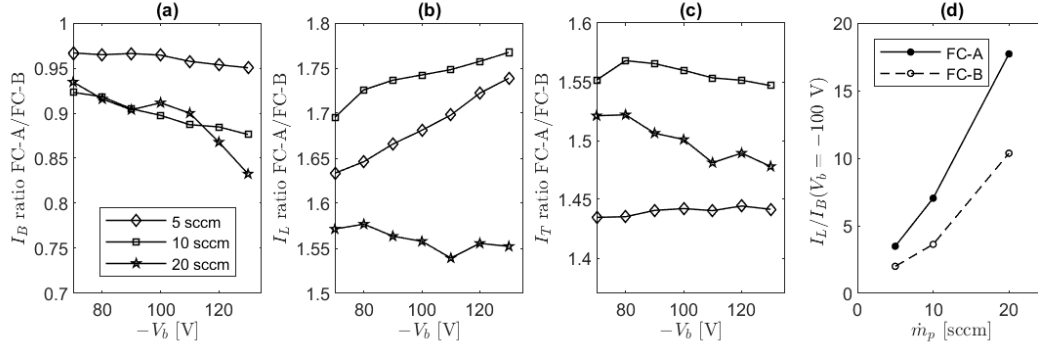 (a)
I_B ratio FC-A/FC-B
0.95
0.9
0.85
0.8
0.75
0.7
80
100
120
−V_b [V]
5 sccm
10 sccm
20 sccm
(b)
I_L ratio FC-A/FC-B
1.8
1.75
1.7
1.65
1.6
1.55
1.5
80
100
120
−V_b [V]
(c)
I_T ratio FC-A/FC-B
1.6
1.55
1.5
1.45
1.4
80
100
120
−V_b [V]
(d)
I_L/I_B(V_b = −100 V)
20
15
10
5
0
0
10
20
ṁ_p [sccm]
FC-A
FC-B